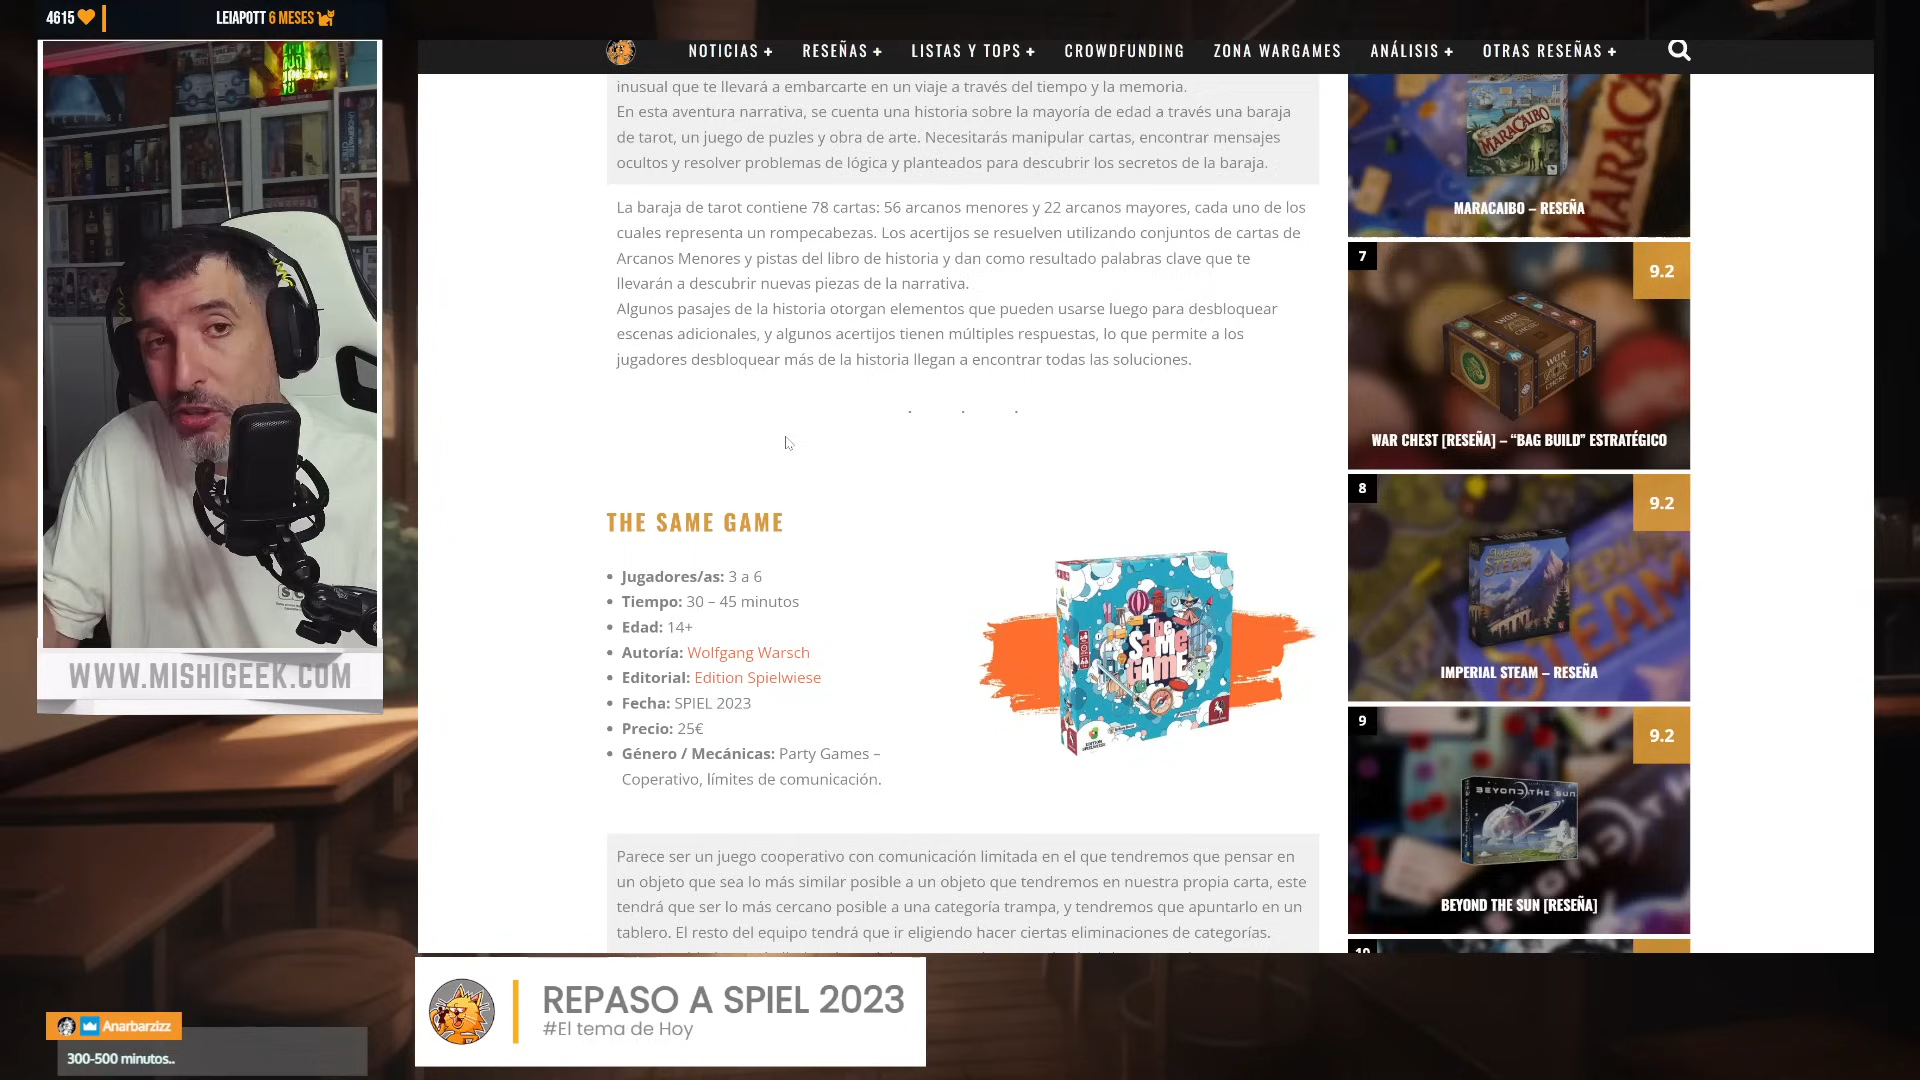 4615
LEIAPOTT 6 MESES
NOTICIAS +
RESEÑAS +
LISTAS Y TOPS +
CROWDFUNDING
ZONA WARGAMES
ANÁLISIS +
OTRAS RESEÑAS +
inusual que te llevará a embarcarte en un viaje a través del tiempo y la memoria.
En esta aventura narrativa, se cuenta una historia sobre la mayoría de edad a través una baraja
de tarot, un juego de puzles y obra de arte. Necesitarás manipular cartas, encontrar mensajes
ocultos y resolver problemas de lógica y planteados para descubrir los secretos de la baraja.
La baraja de tarot contiene 78 cartas: 56 arcanos menores y 22 arcanos mayores, cada uno de los
cuales representa un rompecabezas. Los acertijos se resuelven utilizando conjuntos de cartas de
Arcanos Menores y pistas del libro de historia y dan como resultado palabras clave que te
llevarán a descubrir nuevas piezas de la narrativa.
Algunos pasajes de la historia otorgan elementos que pueden usarse luego para desbloquear
escenas adicionales, y algunos acertijos tienen múltiples respuestas, lo que permite a los
jugadores desbloquear más de la historia llegan a encontrar todas las soluciones.
. . .
THE SAME GAME
• Jugadores/as: 3 a 6
• Tiempo: 30 – 45 minutos
• Edad: 14+
• Autoría: Wolfgang Warsch
• Editorial: Edition Spielwiese
• Fecha: SPIEL 2023
• Precio: 25€
• Género / Mecánicas: Party Games –
Coperativo, límites de comunicación.
The
SAME
GAME
Parece ser un juego cooperativo con comunicación limitada en el que tendremos que pensar en
un objeto que sea lo más similar posible a un objeto que tendremos en nuestra propia carta, este
tendrá que ser lo más cercano posible a una categoría trampa, y tendremos que apuntarlo en un
tablero. El resto del equipo tendrá que ir eligiendo hacer ciertas eliminaciones de categorías.
MARACAIBO
MARACAIBO – RESEÑA
7
9.2
WAR
CHEST
WAR CHEST [RESEÑA] – “BAG BUILD” ESTRATÉGICO
8
9.2
IMPERIAL
STEAM
IMPERIAL STEAM – RESEÑA
9
9.2
BEYOND THE SUN
BEYOND THE SUN [RESEÑA]
10
ECLIPSE
WWW.MISHIGEEK.COM
REPASO A SPIEL 2023
#El tema de Hoy
Anarbarzizz
300-500 minutos..